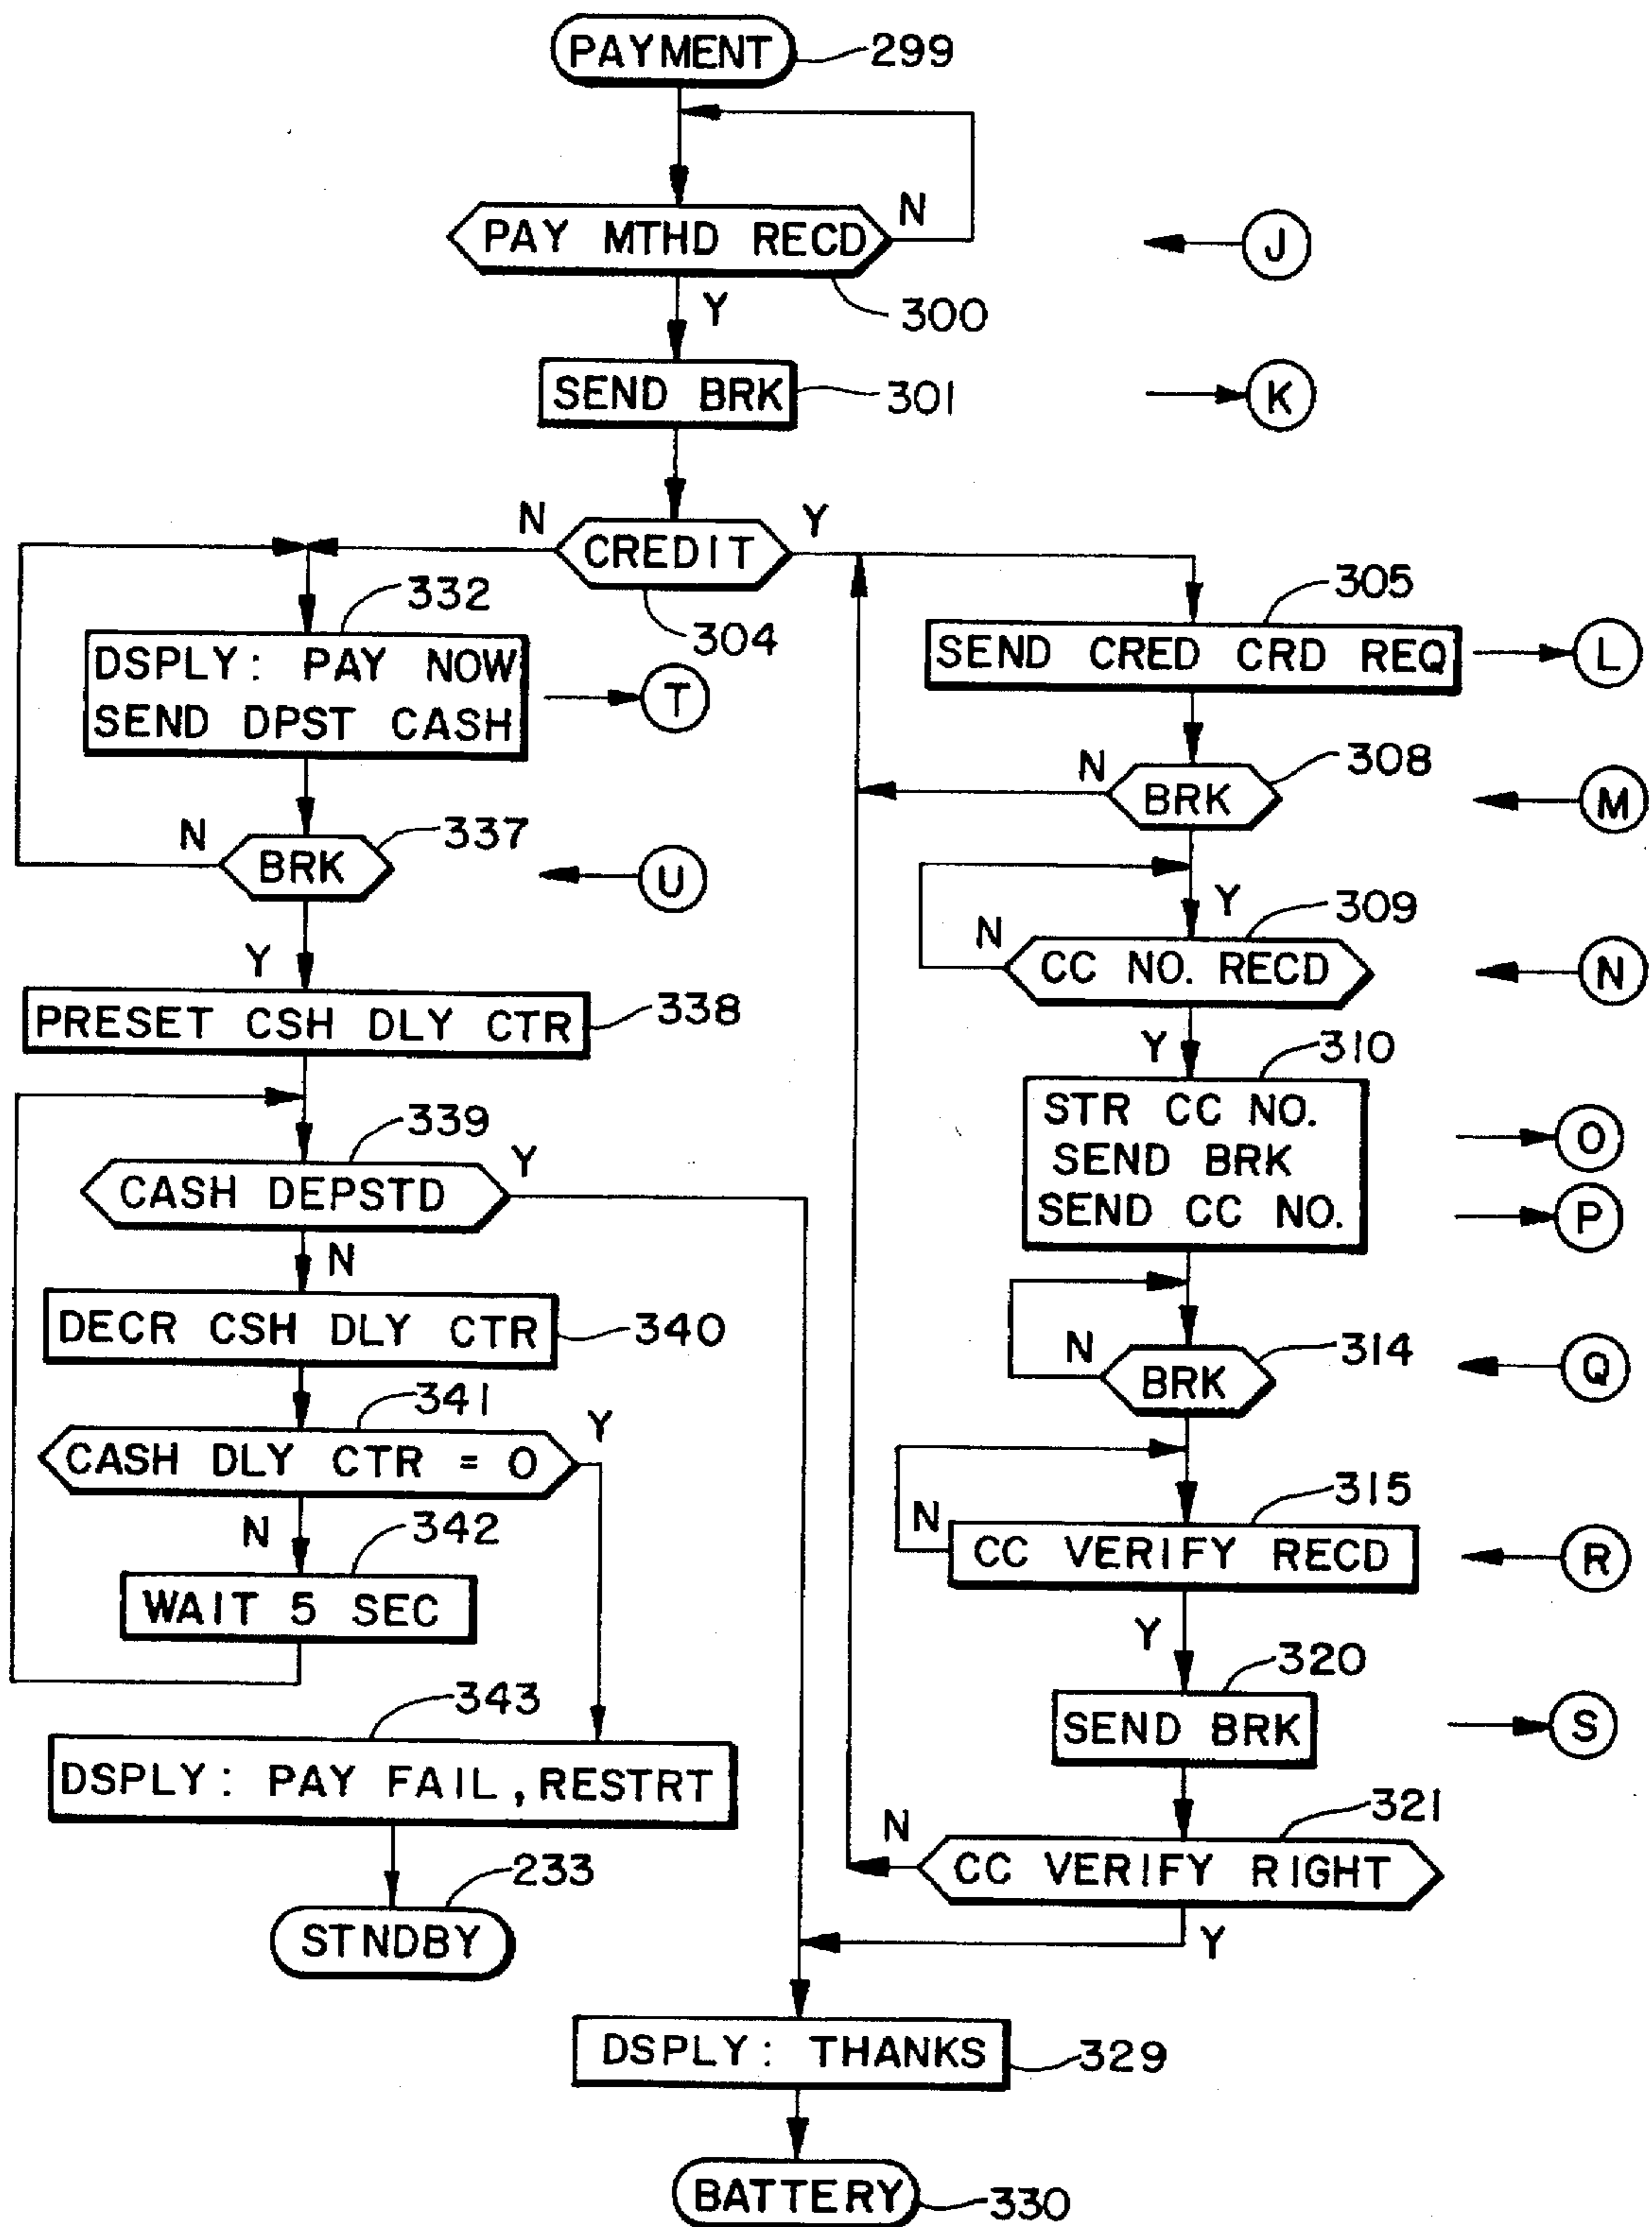 PAYMENT 299
N
PAY MTHD RECD J
300
Y
SEND BRK 301 K
N Y
CREDIT
304
332
DSPLY: PAY NOW
SEND DPST CASH
T
305
SEND CRED CRD REQ L
N 308
BRK M
N 337
BRK U
Y
N 309
CC NO. RECD N
Y
PRESET CSH DLY CTR 338
Y 310
STR CC NO.
SEND BRK
SEND CC NO.
O
P
339
Y
CASH DEPSTD
N
DECR CSH DLY CTR 340
N 314
BRK Q
341
Y
CASH DLY CTR = 0
N 342
WAIT 5 SEC
315
N
CC VERIFY RECD R
Y
320
SEND BRK S
343
DSPLY: PAY FAIL, RESTRT
233
STNDBY
N 321
CC VERIFY RIGHT
Y
DSPLY: THANKS 329
BATTERY 330